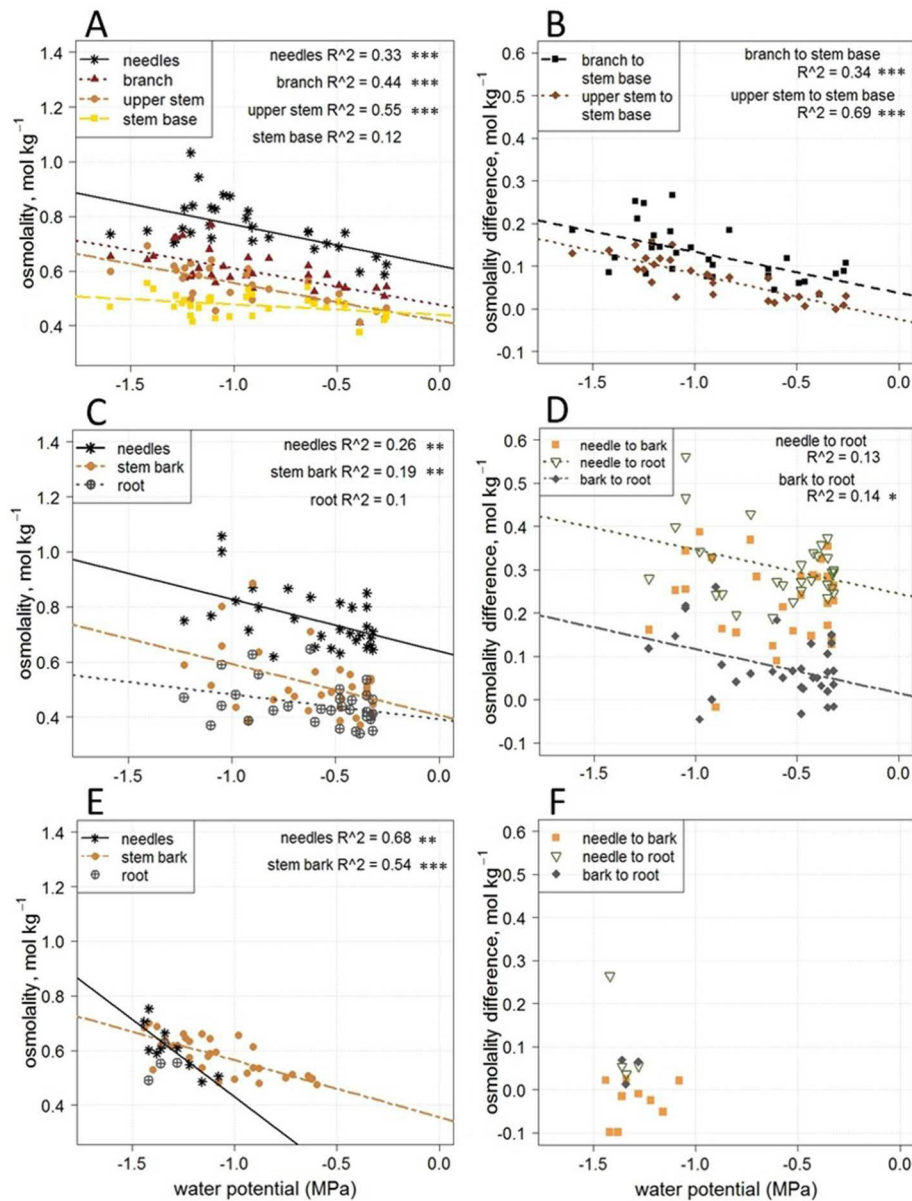 A
needles R^2 = 0.33 ***
branch R^2 = 0.44 ***
upper stem R^2 = 0.55 ***
stem base R^2 = 0.12
needles
branch
upper stem
stem base
osmolality, mol kg⁻¹
1.4
1.2
1.0
0.8
0.6
0.4
-1.5
-1.0
-0.5
0.0
B
branch to stem base
R^2 = 0.34 ***
upper stem to stem base
R^2 = 0.69 ***
branch to
stem base
upper stem to
stem base
osmolality difference, mol kg⁻¹
0.6
0.5
0.4
0.3
0.2
0.1
0.0
-0.1
-1.5
-1.0
-0.5
0.0
C
needles R^2 = 0.26 **
stem bark R^2 = 0.19 **
root R^2 = 0.1
needles
stem bark
root
osmolality, mol kg⁻¹
1.4
1.2
1.0
0.8
0.6
0.4
-1.5
-1.0
-0.5
0.0
D
needle to root
R^2 = 0.13
bark to root
R^2 = 0.14 *
needle to bark
needle to root
bark to root
osmolality difference, mol kg⁻¹
0.6
0.5
0.4
0.3
0.2
0.1
0.0
-0.1
-1.5
-1.0
-0.5
0.0
E
needles R^2 = 0.68 **
stem bark R^2 = 0.54 ***
needles
stem bark
root
osmolality, mol kg⁻¹
1.4
1.2
1.0
0.8
0.6
0.4
-1.5
-1.0
-0.5
0.0
water potential (MPa)
F
needle to bark
needle to root
bark to root
osmolality difference, mol kg⁻¹
0.6
0.5
0.4
0.3
0.2
0.1
0.0
-0.1
-1.5
-1.0
-0.5
0.0
water potential (MPa)